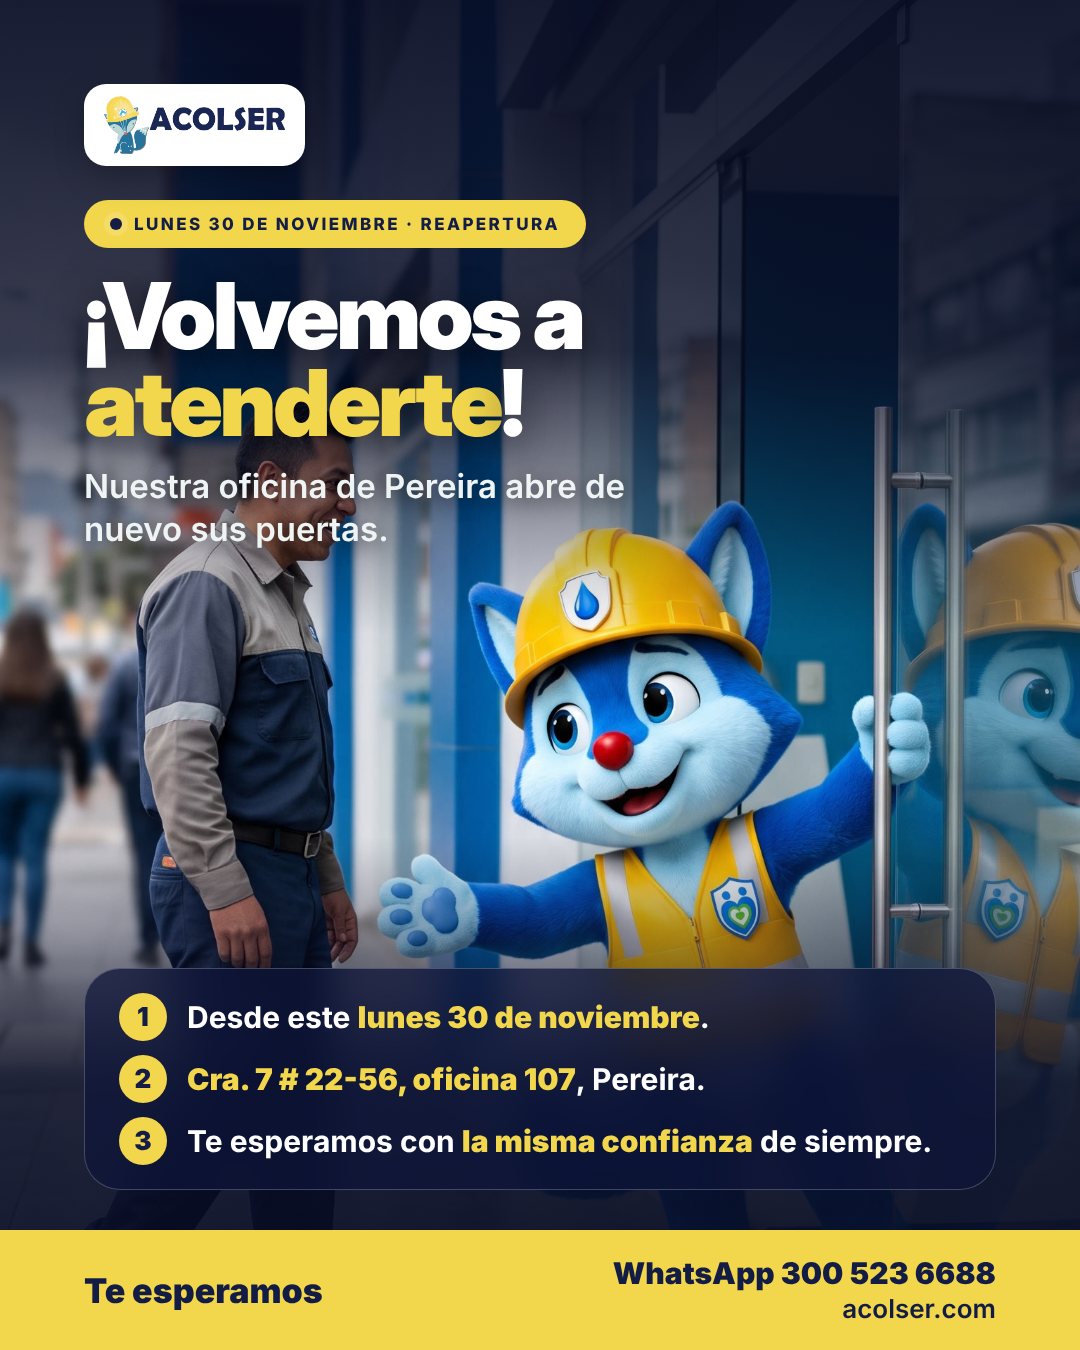 ACOLSER
LUNES 30 DE NOVIEMBRE · REAPERTURA
¡Volvemos a
atenderte!
Nuestra oficina de Pereira abre de
nuevo sus puertas.
1 Desde este lunes 30 de noviembre.
2 Cra. 7 # 22-56, oficina 107, Pereira.
3 Te esperamos con la misma confianza de siempre.
Te esperamos
WhatsApp 300 523 6688
acolser.com